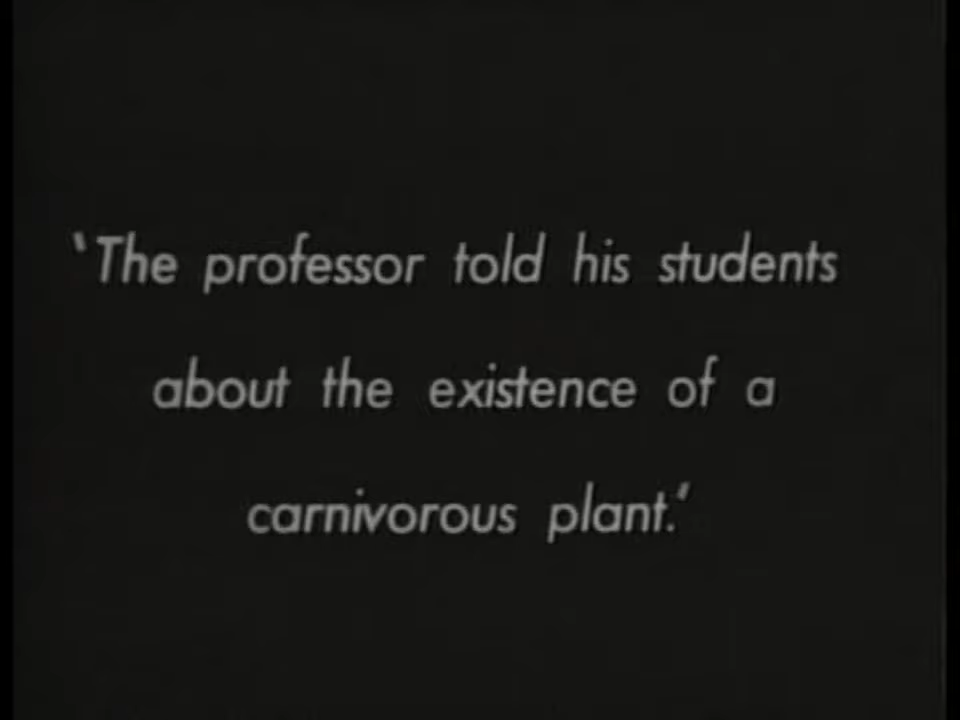 ‘The professor told his students
about the existence of a
carnivorous plant.’